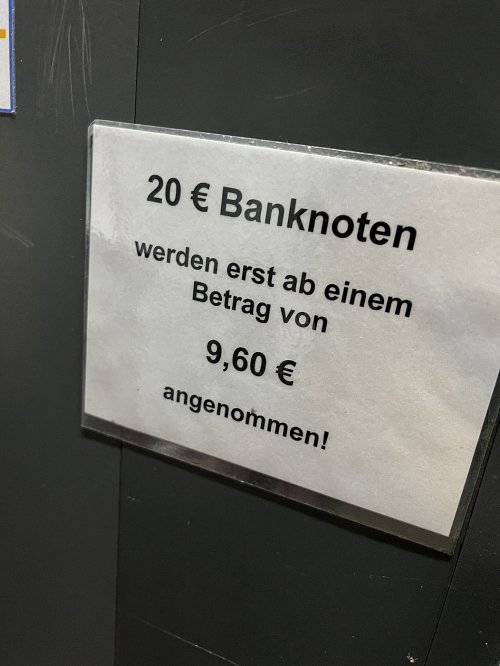 20 € Banknoten
werden erst ab einem
Betrag von
9,60 €
angenommen!